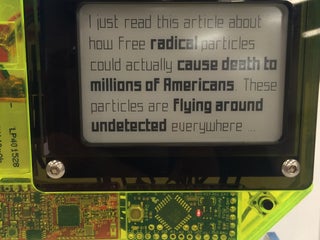 I just read this article about
how Free radical particles
could actually cause death to
millions of Americans. These
particles are flying around
undetected everywhere ...
LP401528